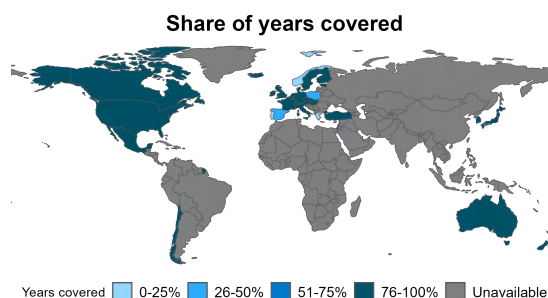 Share of years covered
Years covered 0-25% 26-50% 51-75% 76-100% Unavailable